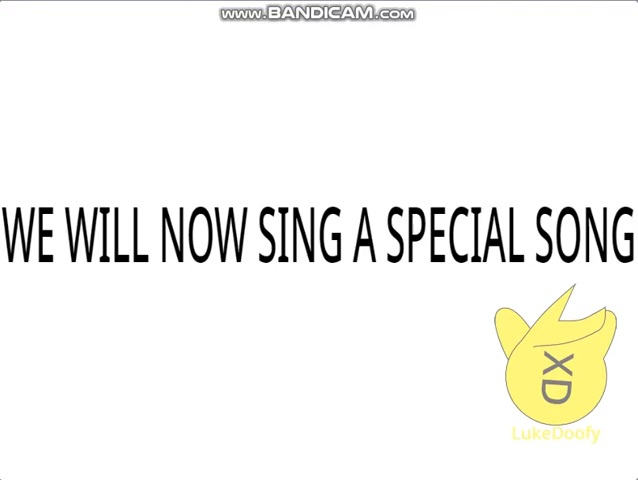 www.BANDICAM.com
WE WILL NOW SING A SPECIAL SONG
XD
LukeDoofy